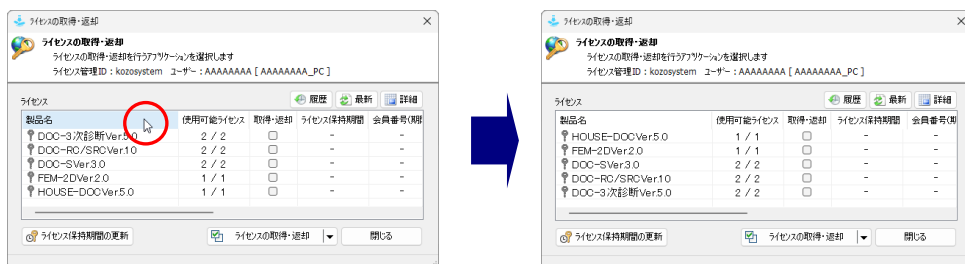 ライセンスの取得・返却
ライセンスの取得・返却
ライセンスの取得・返却を行うアプリケーションを選択します
ライセンス管理ID：kozosystem ユーザー：AAAAAAAA [ AAAAAAAA_PC ]
ライセンス 履歴 最新 詳細
製品名 使用可能ライセンス 取得・返却 ライセンス保持期間 会員番号(期
DOC-3次診断Ver.5.0 2 / 2 - -
DOC-RC/SRCVer.10 2 / 2 - -
DOC-SVer.3.0 2 / 2 - -
FEM-2DVer.2.0 1 / 1 - -
HOUSE-DOCVer.5.0 1 / 1 - -
ライセンス保持期間の更新 ライセンスの取得・返却 閉じる
ライセンスの取得・返却
ライセンスの取得・返却
ライセンスの取得・返却を行うアプリケーションを選択します
ライセンス管理ID：kozosystem ユーザー：AAAAAAAA [ AAAAAAAA_PC ]
ライセンス 履歴 最新 詳細
製品名 使用可能ライセンス 取得・返却 ライセンス保持期間 会員番号(期
HOUSE-DOCVer.5.0 1 / 1 - -
FEM-2DVer.2.0 1 / 1 - -
DOC-SVer.3.0 2 / 2 - -
DOC-RC/SRCVer.10 2 / 2 - -
DOC-3次診断Ver.5.0 2 / 2 - -
ライセンス保持期間の更新 ライセンスの取得・返却 閉じる